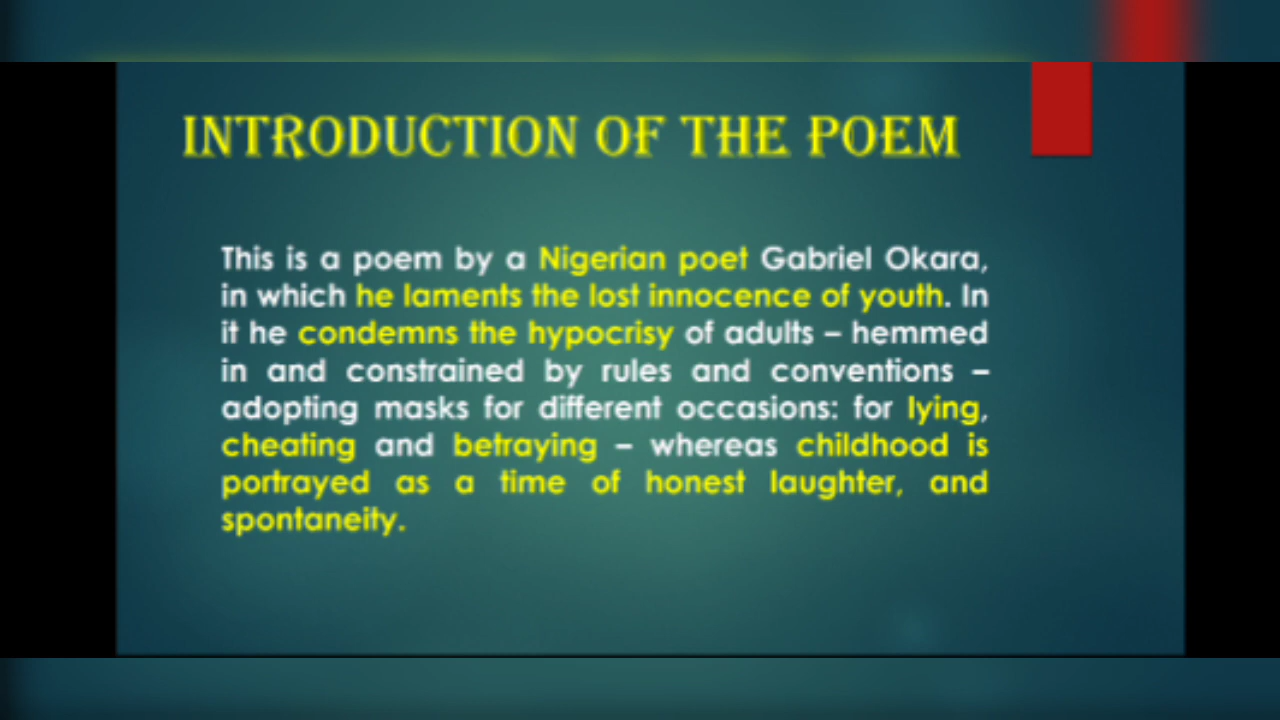 INTRODUCTION OF THE POEM
This is a poem by a Nigerian poet Gabriel Okara,
in which he laments the lost innocence of youth. In
it he condemns the hypocrisy of adults – hemmed
in and constrained by rules and conventions –
adopting masks for different occasions: for lying,
cheating and betraying – whereas childhood is
portrayed as a time of honest laughter, and
spontaneity.